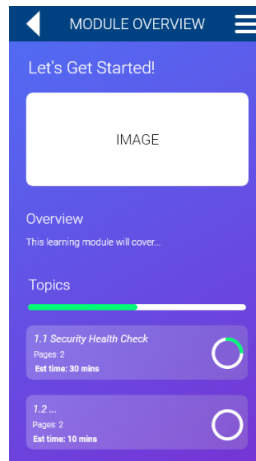 MODULE OVERVIEW
Let's Get Started!
IMAGE
Overview
This learning module will cover...
Topics
1.1 Security Health Check
Pages: 2
Est time: 30 mins
1.2 ...
Pages: 2
Est time: 10 mins